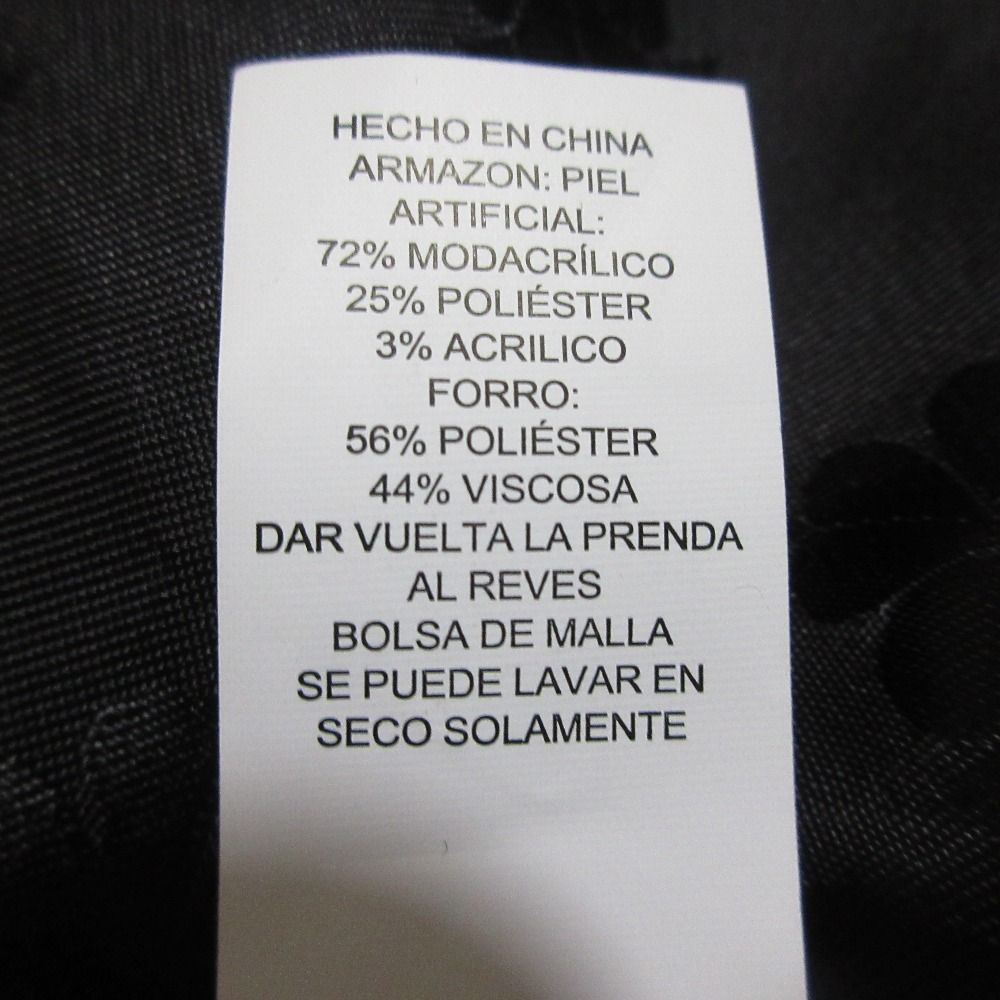 HECHO EN CHINA
ARMAZON: PIEL
ARTIFICIAL:
72% MODACRÍLICO
25% POLIÉSTER
3% ACRILICO
FORRO:
56% POLIÉSTER
44% VISCOSA
DAR VUELTA LA PRENDA
AL REVES
BOLSA DE MALLA
SE PUEDE LAVAR EN
SECO SOLAMENTE